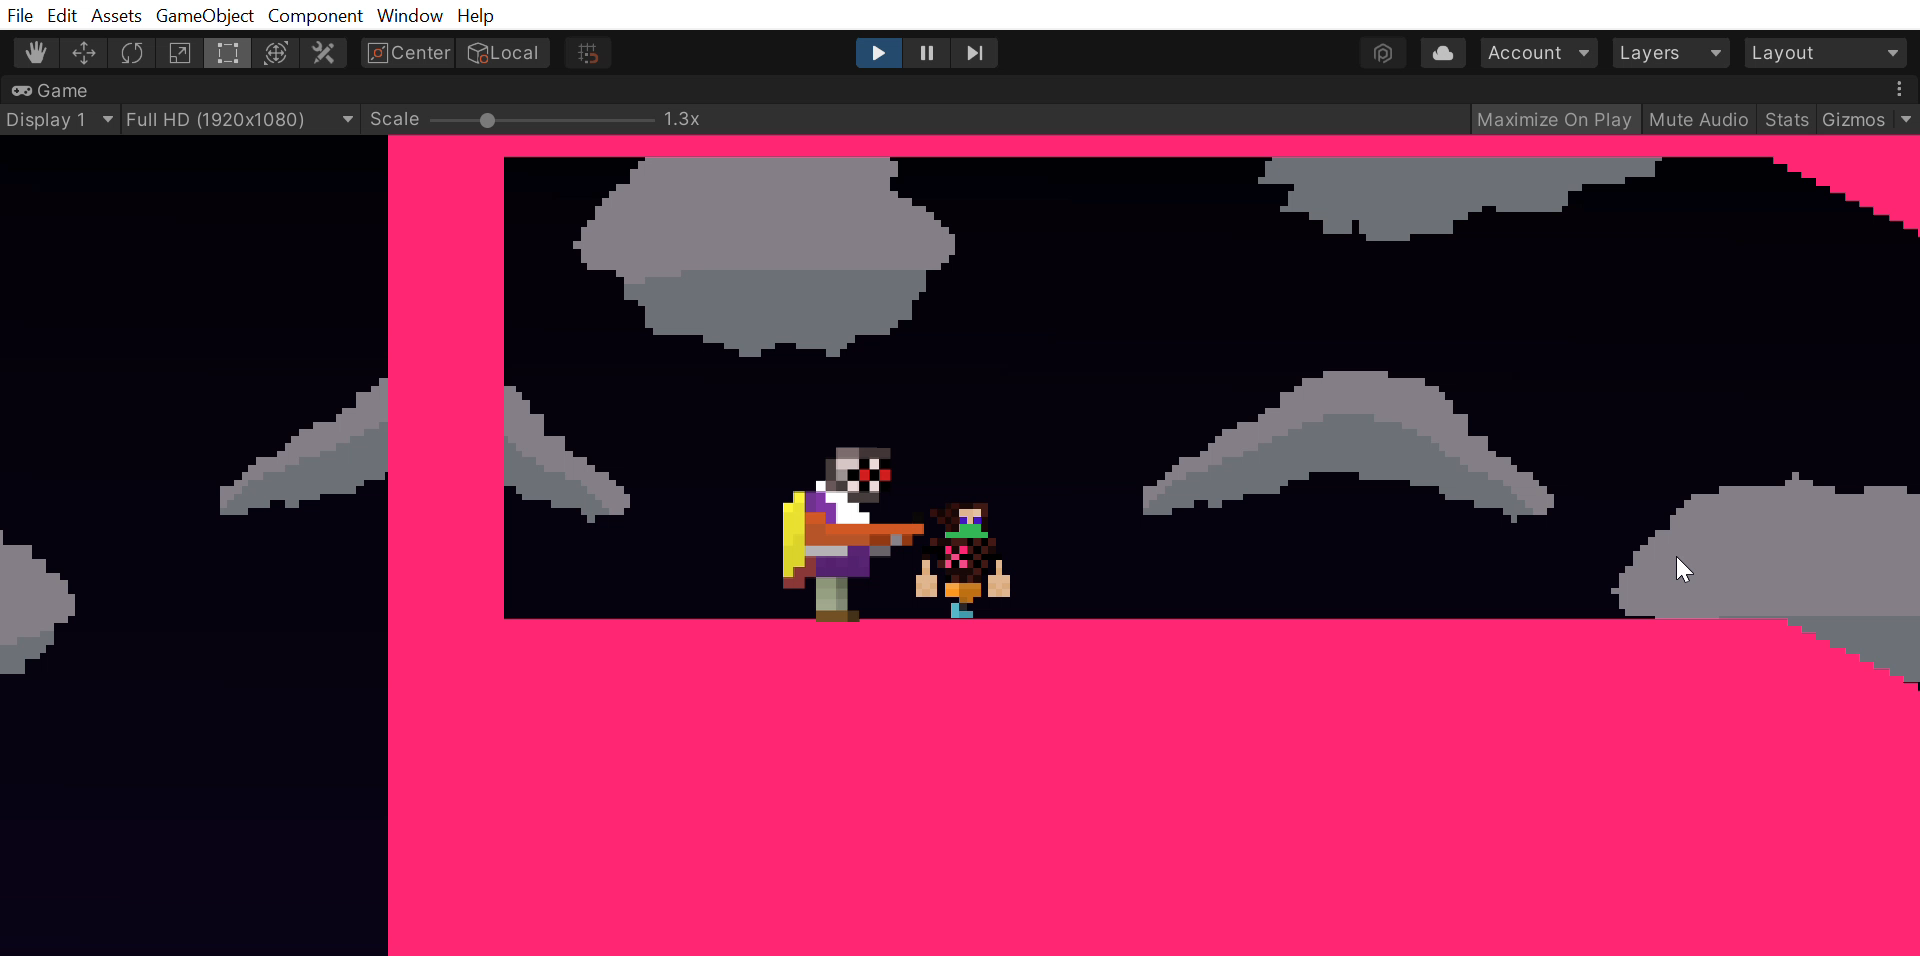 File Edit Assets GameObject Component Window Help
Center Local Account Layers Layout
Game
Display 1 Full HD (1920x1080) Scale 1.3x Maximize On Play Mute Audio Stats Gizmos